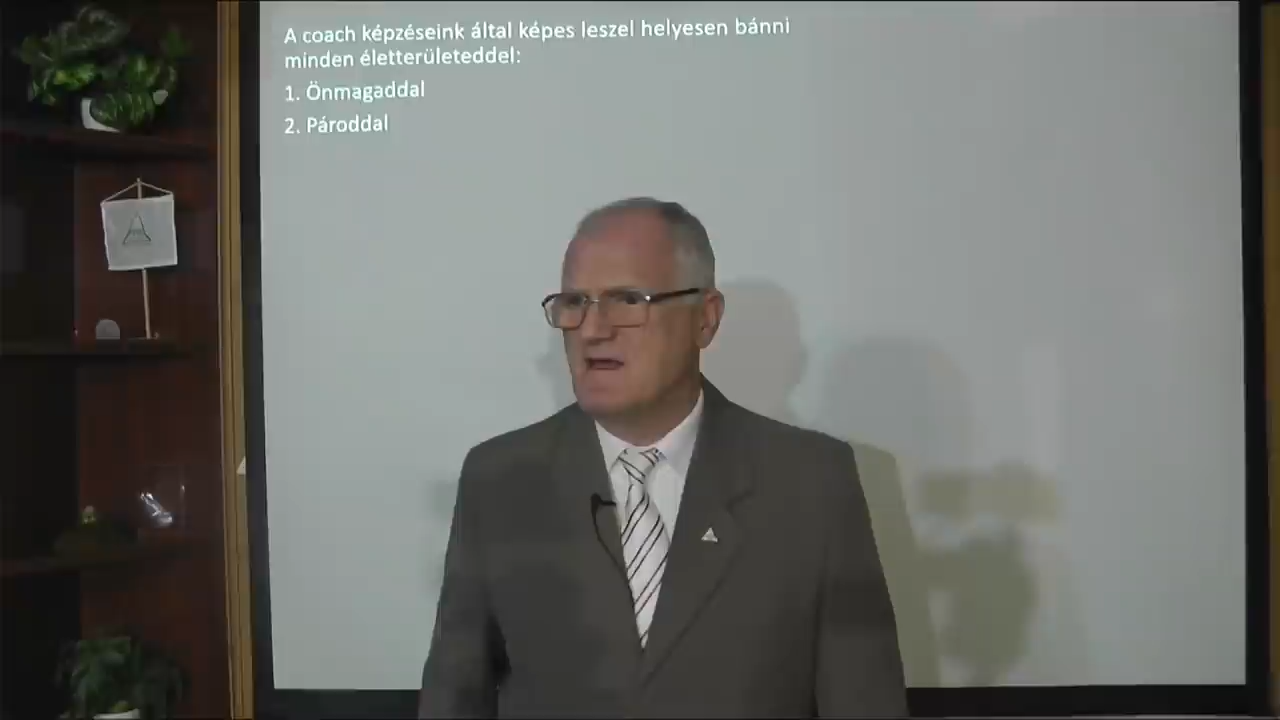 A coach képzéseink által képes leszel helyesen bánni
minden életterületeddel:
1. Önmagaddal
2. Pároddal